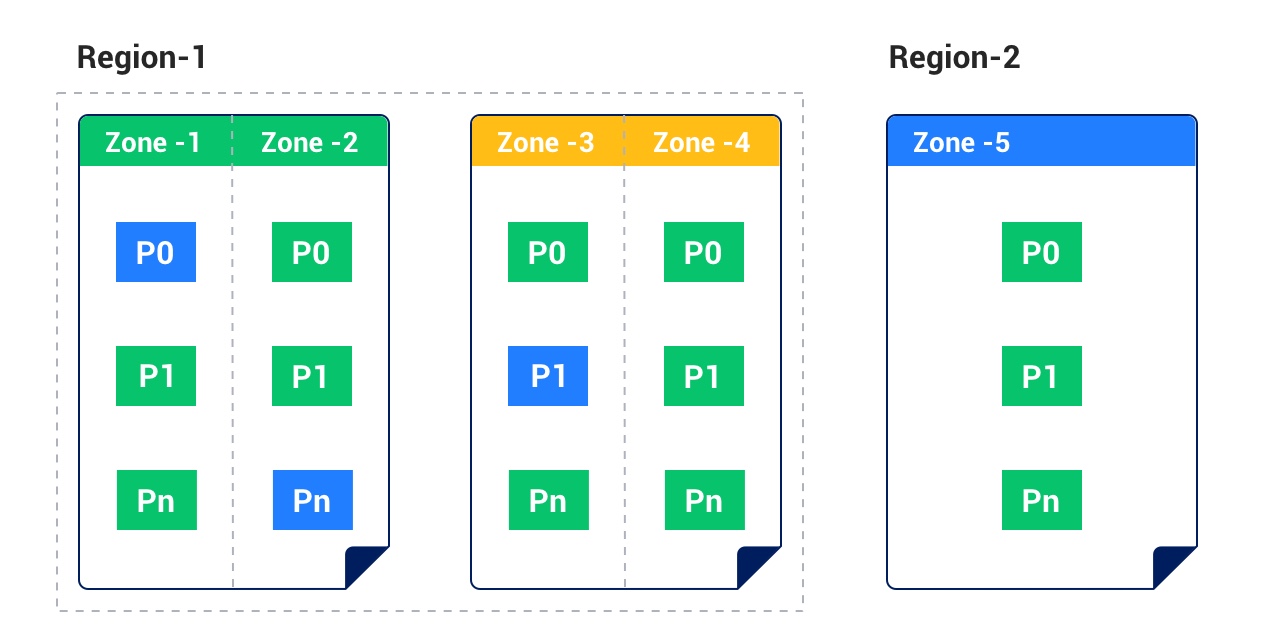 Region-1
Region-2
Zone -1
Zone -2
Zone -3
Zone -4
Zone -5
P0
P0
P0
P0
P0
P1
P1
P1
P1
P1
Pn
Pn
Pn
Pn
Pn